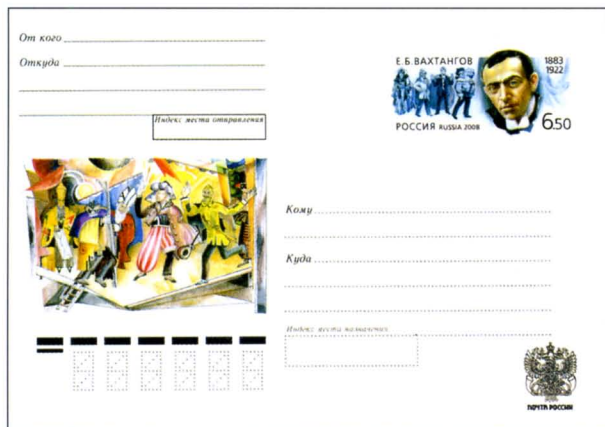 От кого
Откуда
Индекс места отправления
Е.Б.ВАХТАНГОВ
1883
1922
РОССИЯ RUSSIA 2008
6.50
Кому
Куда
Индекс места назначения
ПОЧТА РОССИИ